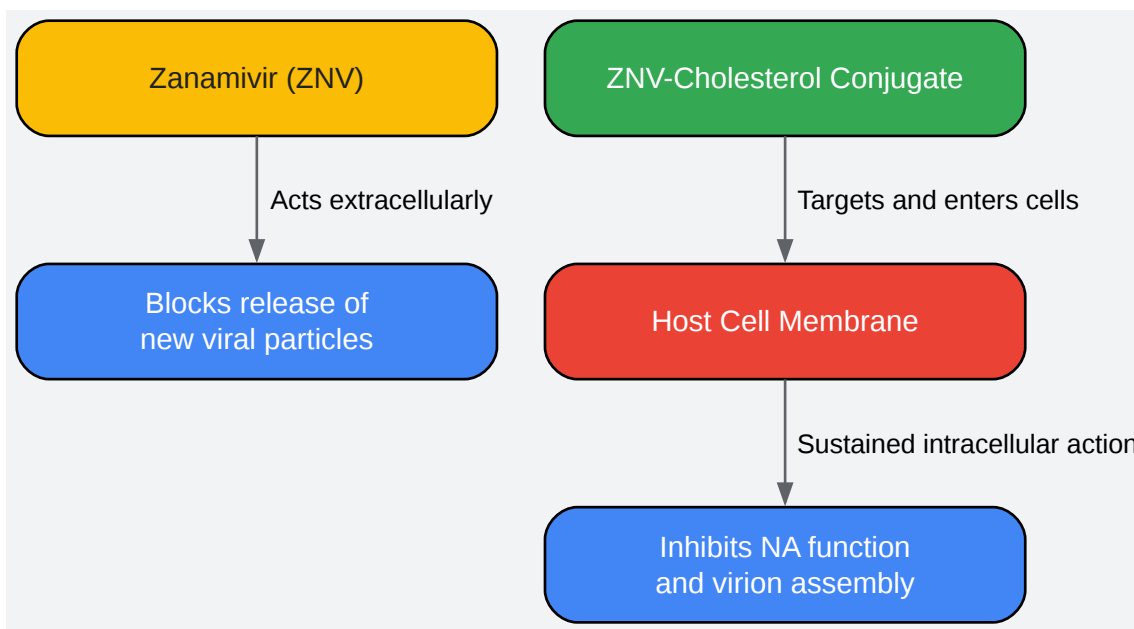 Zanamivir (ZNV)
ZNV-Cholesterol Conjugate
Acts extracellularly
Targets and enters cells
Blocks release of
new viral particles
Host Cell Membrane
Sustained intracellular action
Inhibits NA function
and virion assembly